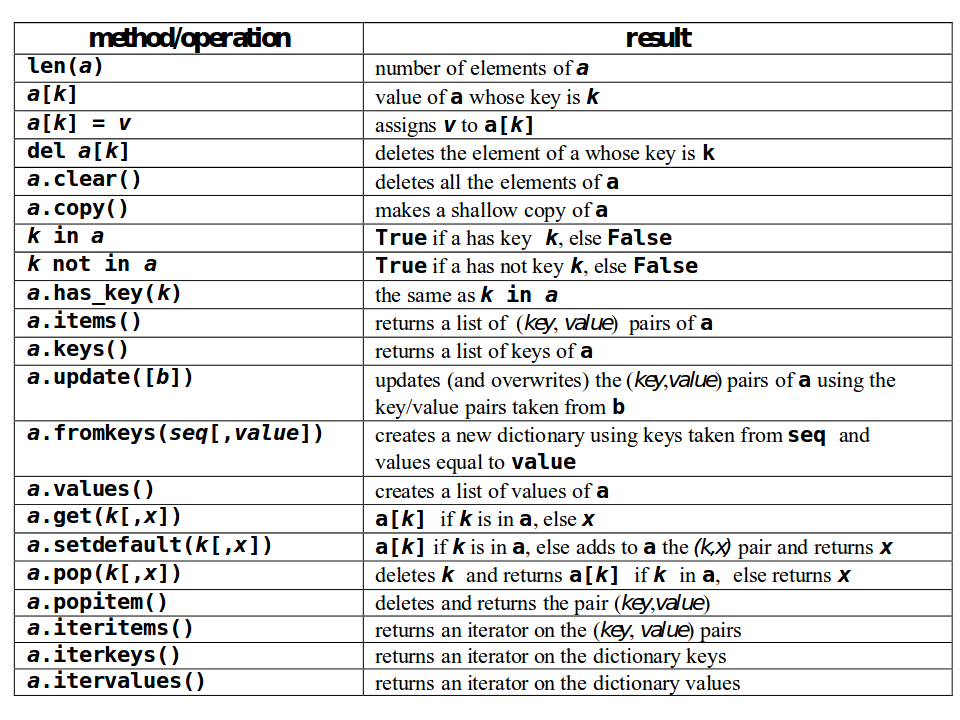 method/operation result
len(a) number of elements of a
a[k] value of a whose key is k
a[k] = v assigns v to a[k]
del a[k] deletes the element of a whose key is k
a.clear() deletes all the elements of a
a.copy() makes a shallow copy of a
k in a True if a has key k, else False
k not in a True if a has not key k, else False
a.has_key(k) the same as k in a
a.items() returns a list of (key, value) pairs of a
a.keys() returns a list of keys of a
a.update([b]) updates (and overwrites) the (key,value) pairs of a using the
key/value pairs taken from b
a.fromkeys(seq[,value]) creates a new dictionary using keys taken from seq and
values equal to value
a.values() creates a list of values of a
a.get(k[,x]) a[k] if k is in a, else x
a.setdefault(k[,x]) a[k] if k is in a, else adds to a the (k,x) pair and returns x
a.pop(k[,x]) deletes k and returns a[k] if k in a, else returns x
a.popitem() deletes and returns the pair (key,value)
a.iteritems() returns an iterator on the (key, value) pairs
a.iterkeys() returns an iterator on the dictionary keys
a.itervalues() returns an iterator on the dictionary values